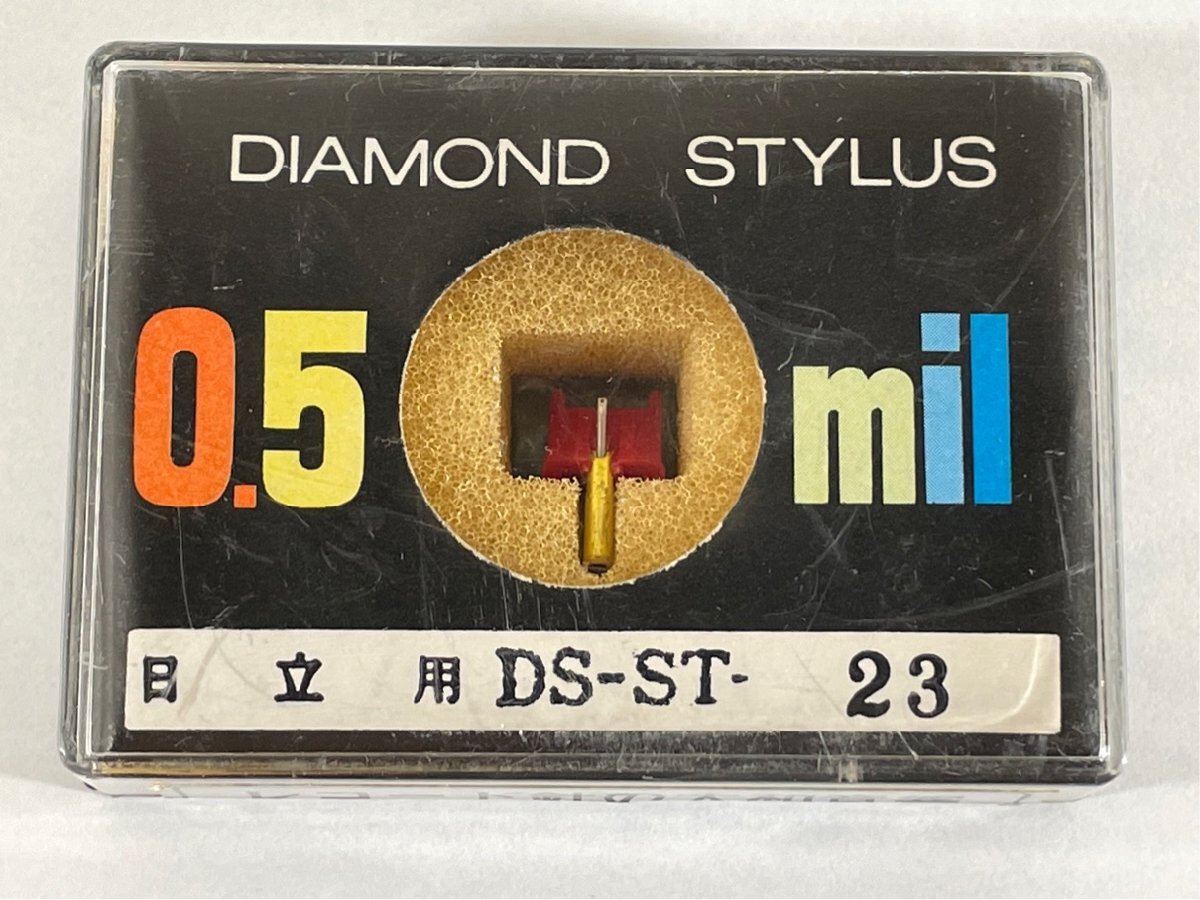 DIAMOND STYLUS
0.5 mil
日立用 DS-ST- 23